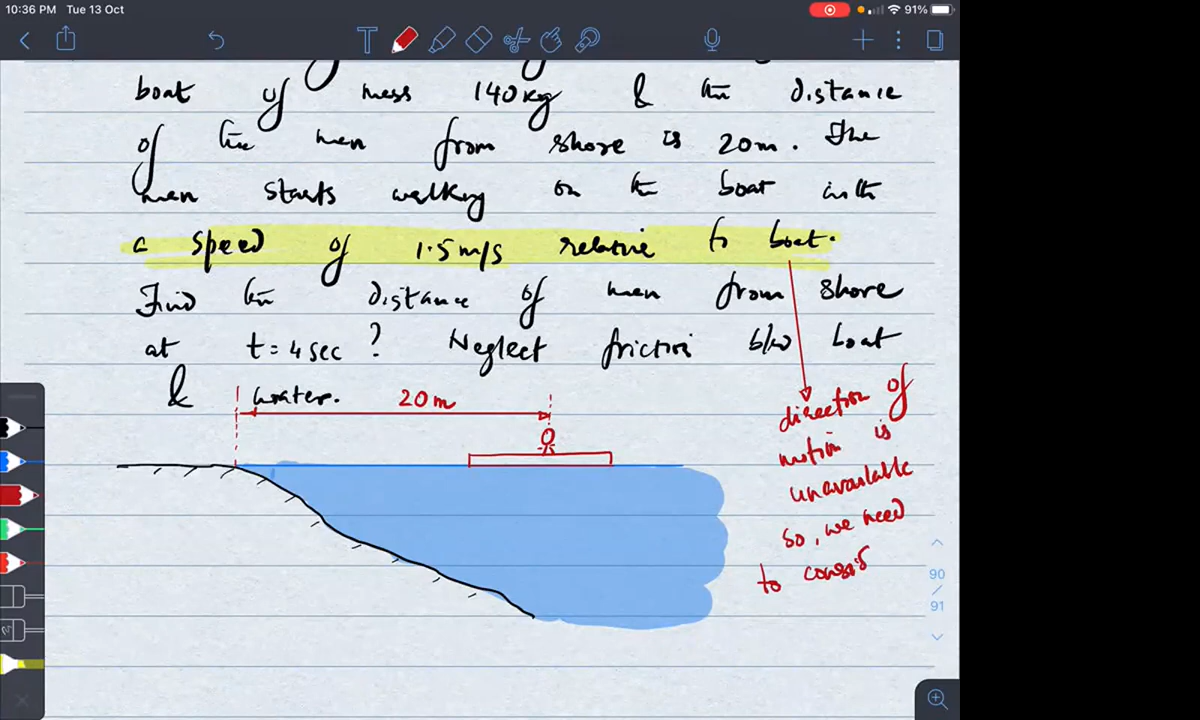 10:36 PM Tue 13 Oct
91%
boat of mass 140kg & the distance
of the man from shore is 20m. The
man starts walking on the boat with
a speed of 1.5m/s relative to boat.
Find the distance of man from shore
at t=4sec? Neglect friction b/w boat
& water.
20m
direction of
motion is
unavailable
so, we need
to consid
90
/
91